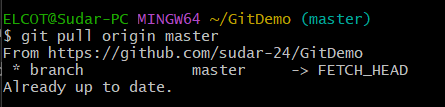 ELCOT@Sudar-PC MINGW64 ~/GitDemo (master)
$ git pull origin master
From https://github.com/sudar-24/GitDemo
 * branch            master     -> FETCH_HEAD
Already up to date.